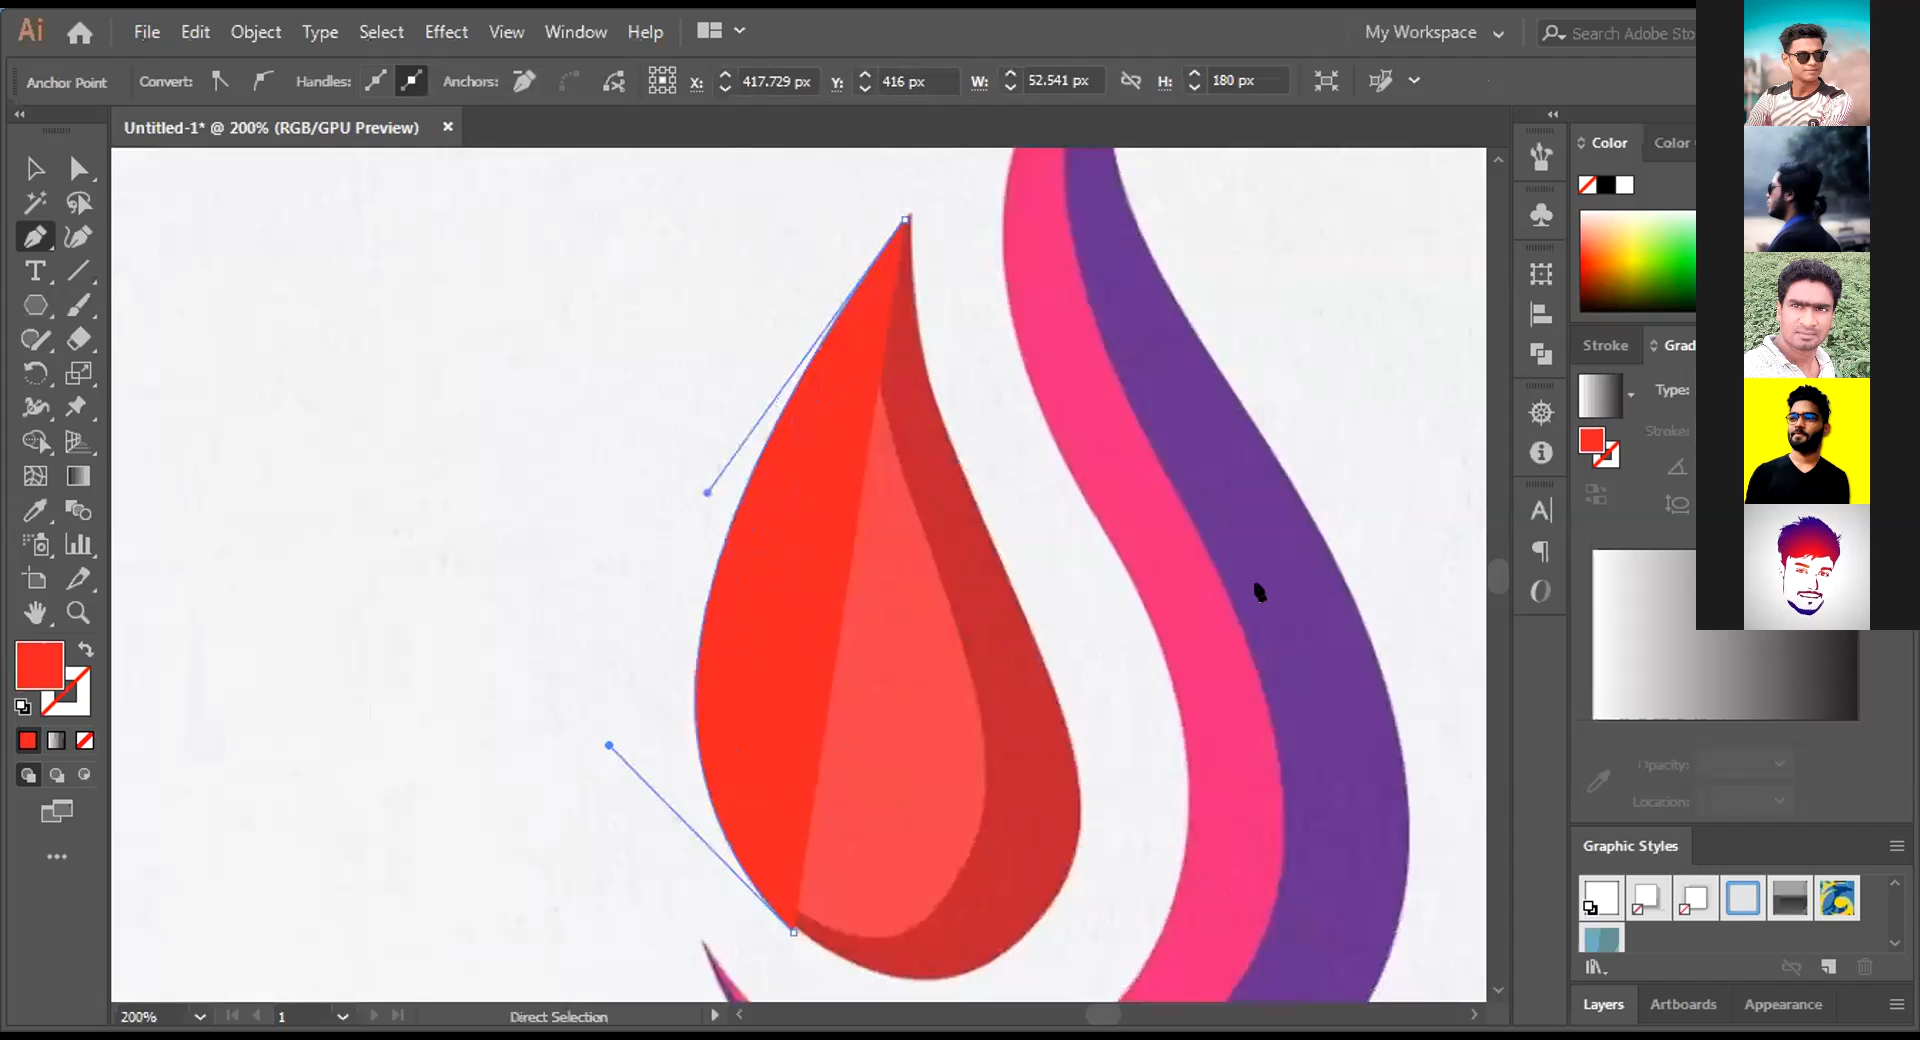 Ai File Edit Object Type Select Effect View Window Help My Workspace Search Adobe Sto
Anchor Point Convert: Handles: Anchors: X: 417.729 px Y: 416 px W: 52.541 px H: 180 px
Untitled-1* @ 200% (RGB/GPU Preview) ×
Color Color
Stroke Grad
Type:
Stroke:
Opacity:
Location:
Graphic Styles
Layers Artboards Appearance
200% 1 Direct Selection